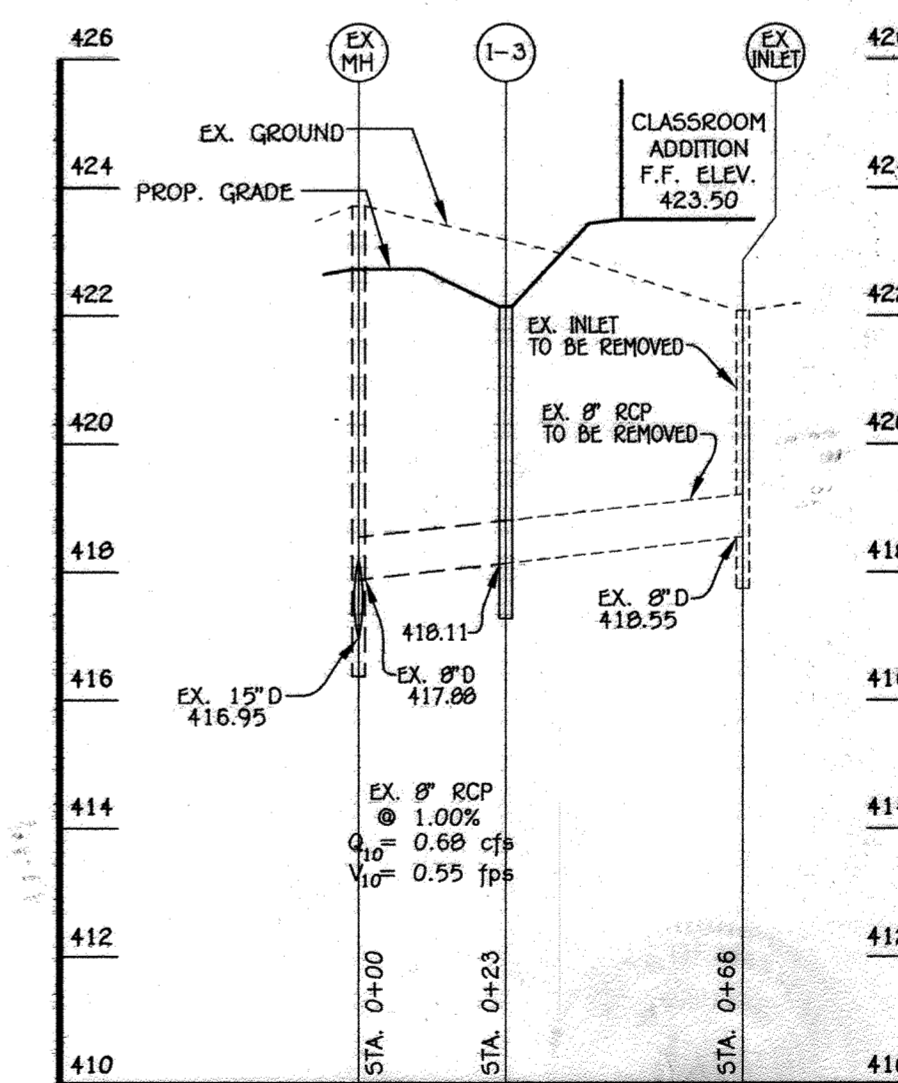 426
EX
MH
I-3
EX
INLET
EX. GROUND
CLASSROOM
ADDITION
F.F. ELEV.
423.50
424
PROP. GRADE
422
EX. INLET
TO BE REMOVED
420
EX. 8" RCP
TO BE REMOVED
418
418.11
EX. 8"D
418.55
416
EX. 15"D
416.95
EX. 8"D
417.88
EX. 8" RCP
@ 1.00%
Q10= 0.68 cfs
V10= 0.55 fps
414
412
410
STA. 0+00
STA. 0+23
STA. 0+66